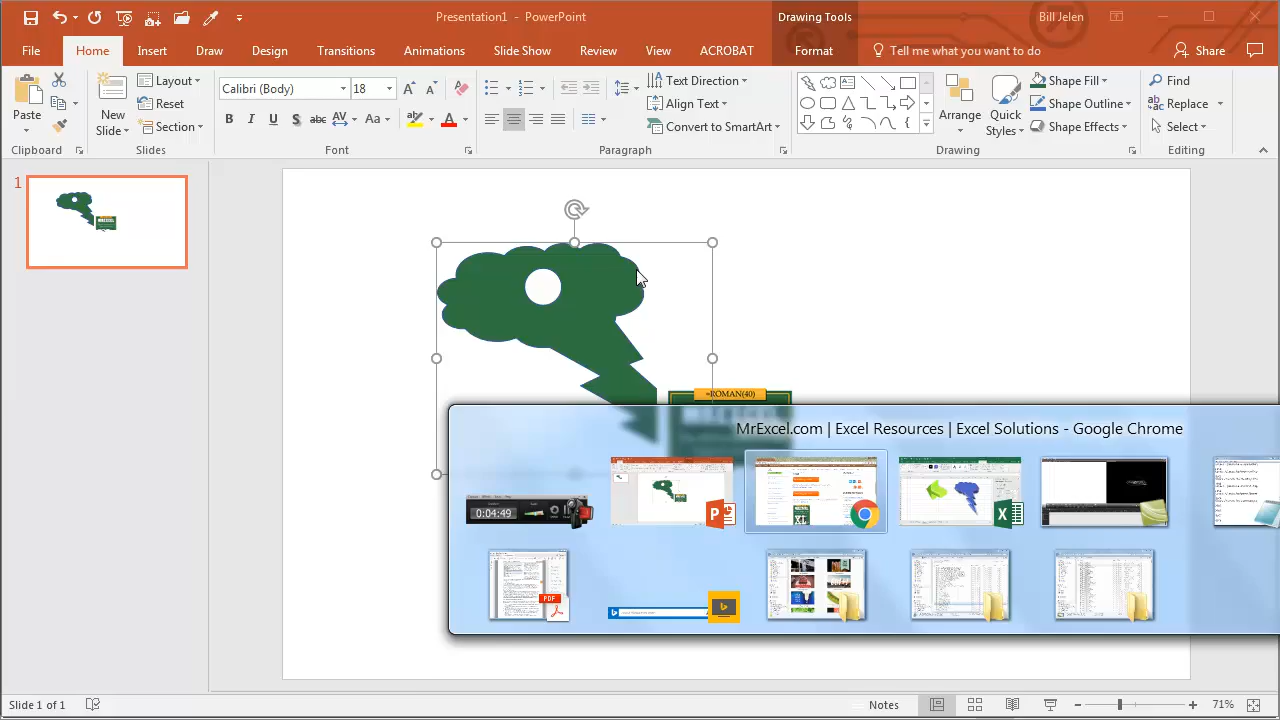 Presentation1 - PowerPoint
Drawing Tools
Bill Jelen
File Home Insert Draw Design Transitions Animations Slide Show Review View ACROBAT Format Tell me what you want to do Share
Paste
New
Slide
Layout
Reset
Section
Calibri (Body) 18
B I U S abc AV Aa A
Text Direction
Align Text
Convert to SmartArt
Arrange
Quick
Styles
Shape Fill
Shape Outline
Shape Effects
Find
Replace
Select
Clipboard Slides Font Paragraph Drawing Editing
1
=ROMAN(40)
MrExcel.com | Excel Resources | Excel Solutions - Google Chrome
0:04:49
PDF
Slide 1 of 1
Notes
71%